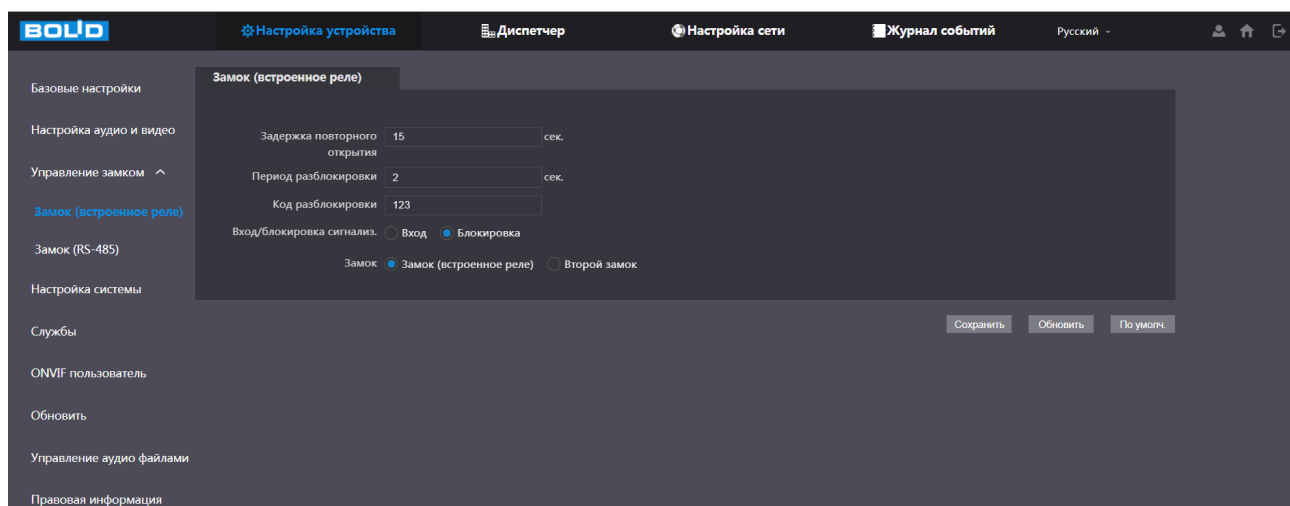 BOLID
Настройка устройства
Диспетчер
Настройка сети
Журнал событий
Русский
Базовые настройки
Настройка аудио и видео
Управление замком
Замок (встроенное реле)
Замок (RS-485)
Настройка системы
Службы
ONVIF пользователь
Обновить
Управление аудио файлами
Правовая информация
Замок (встроенное реле)
Задержка повторного
открытия
15 сек.
Период разблокировки 2 сек.
Код разблокировки 123
Вход/блокировка сигнализ. Вход Блокировка
Замок Замок (встроенное реле) Второй замок
Сохранить Обновить По умолч.